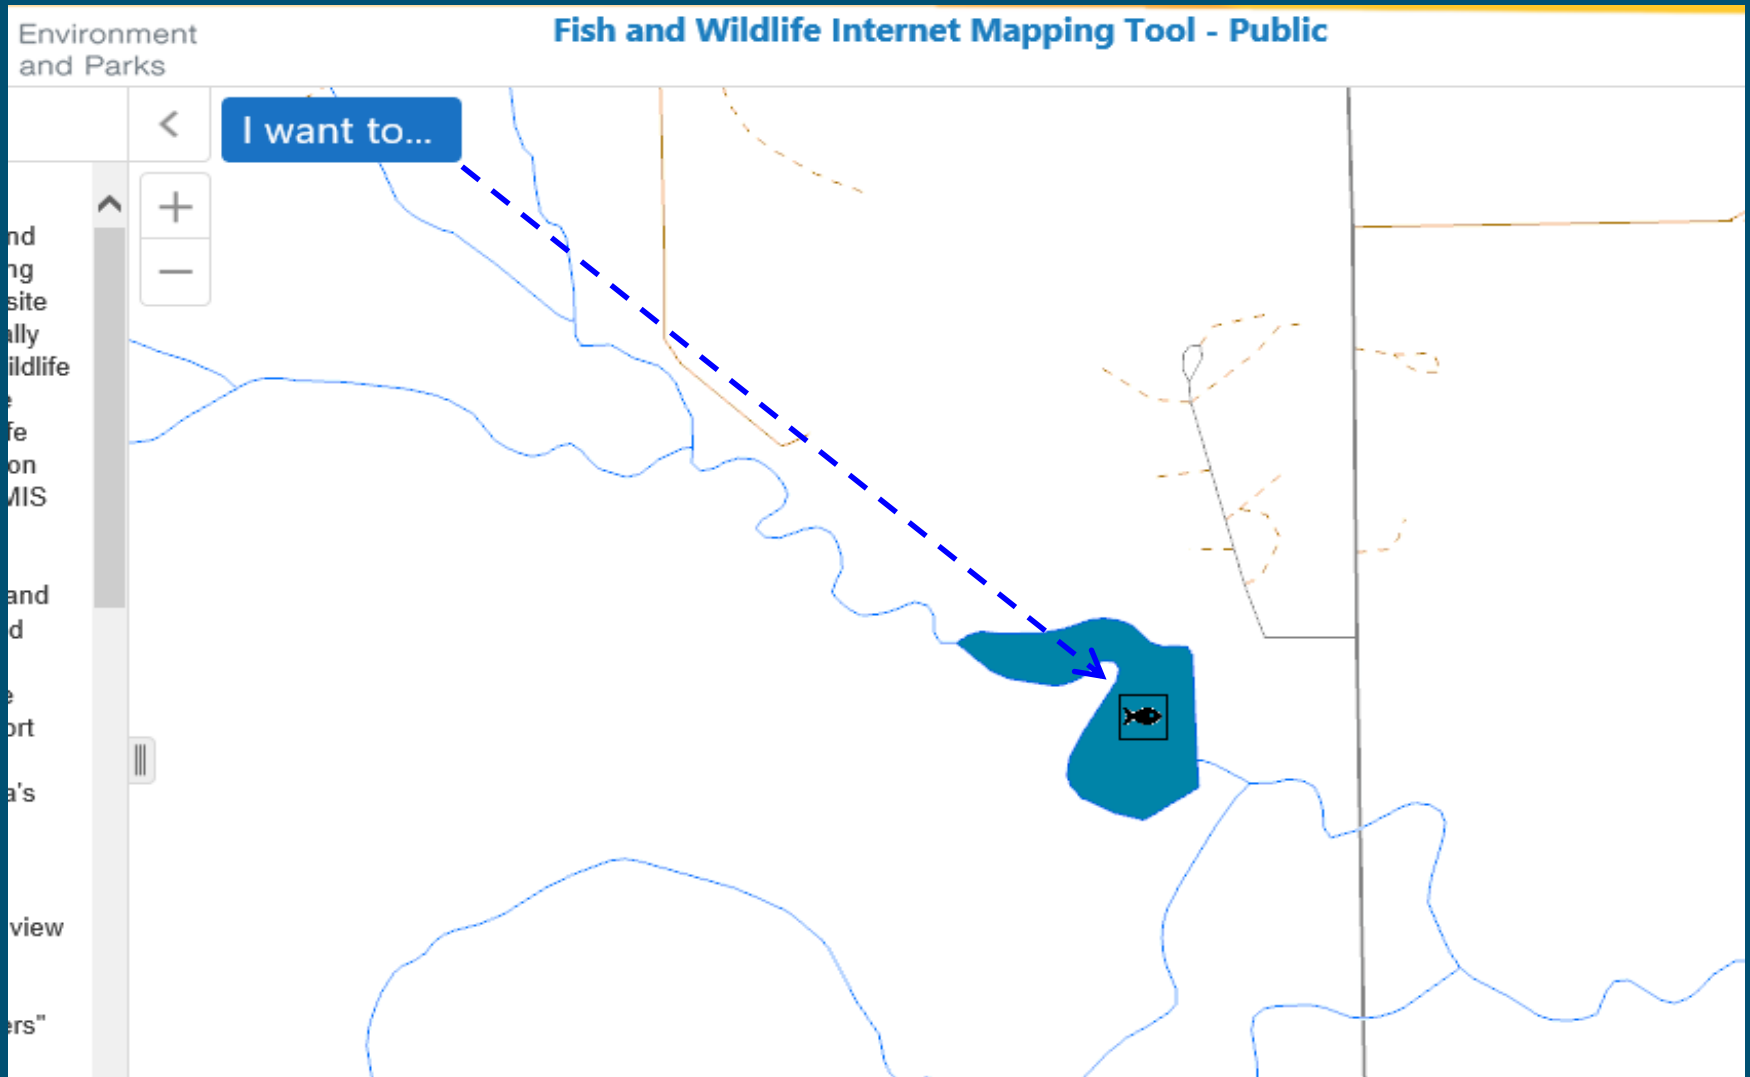 Environment
and Parks
Fish and Wildlife Internet Mapping Tool - Public
I want to...
nd
ng
site
ally
ildlife
e
fe
on
MIS
and
d
e
ort
a's
view
ers"